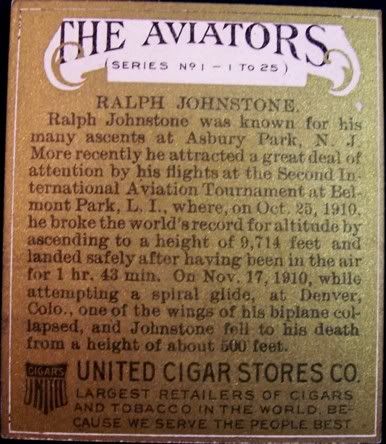 THE AVIATORS
(SERIES Nº1 - 1 TO 25)
RALPH JOHNSTONE.
Ralph Johnstone was known for his
many ascents at Asbury Park, N. J.
More recently he attracted a great deal of
attention by his flights at the Second In-
ternational Aviation Tournament at Bel-
mont Park, L. I., where, on Oct. 25, 1910,
he broke the world's record for altitude by
ascending to a height of 9,714 feet and
landed safely after having been in the air
for 1 hr. 43 min. On Nov. 17, 1910, while
attempting a spiral glide, at Denver,
Colo., one of the wings of his biplane col-
lapsed, and Johnstone fell to his death
from a height of about 500 feet.
CIGARS
UNITED
UNITED CIGAR STORES CO.
LARGEST RETAILERS OF CIGARS
AND TOBACCO IN THE WORLD, BE-
CAUSE WE SERVE THE PEOPLE BEST